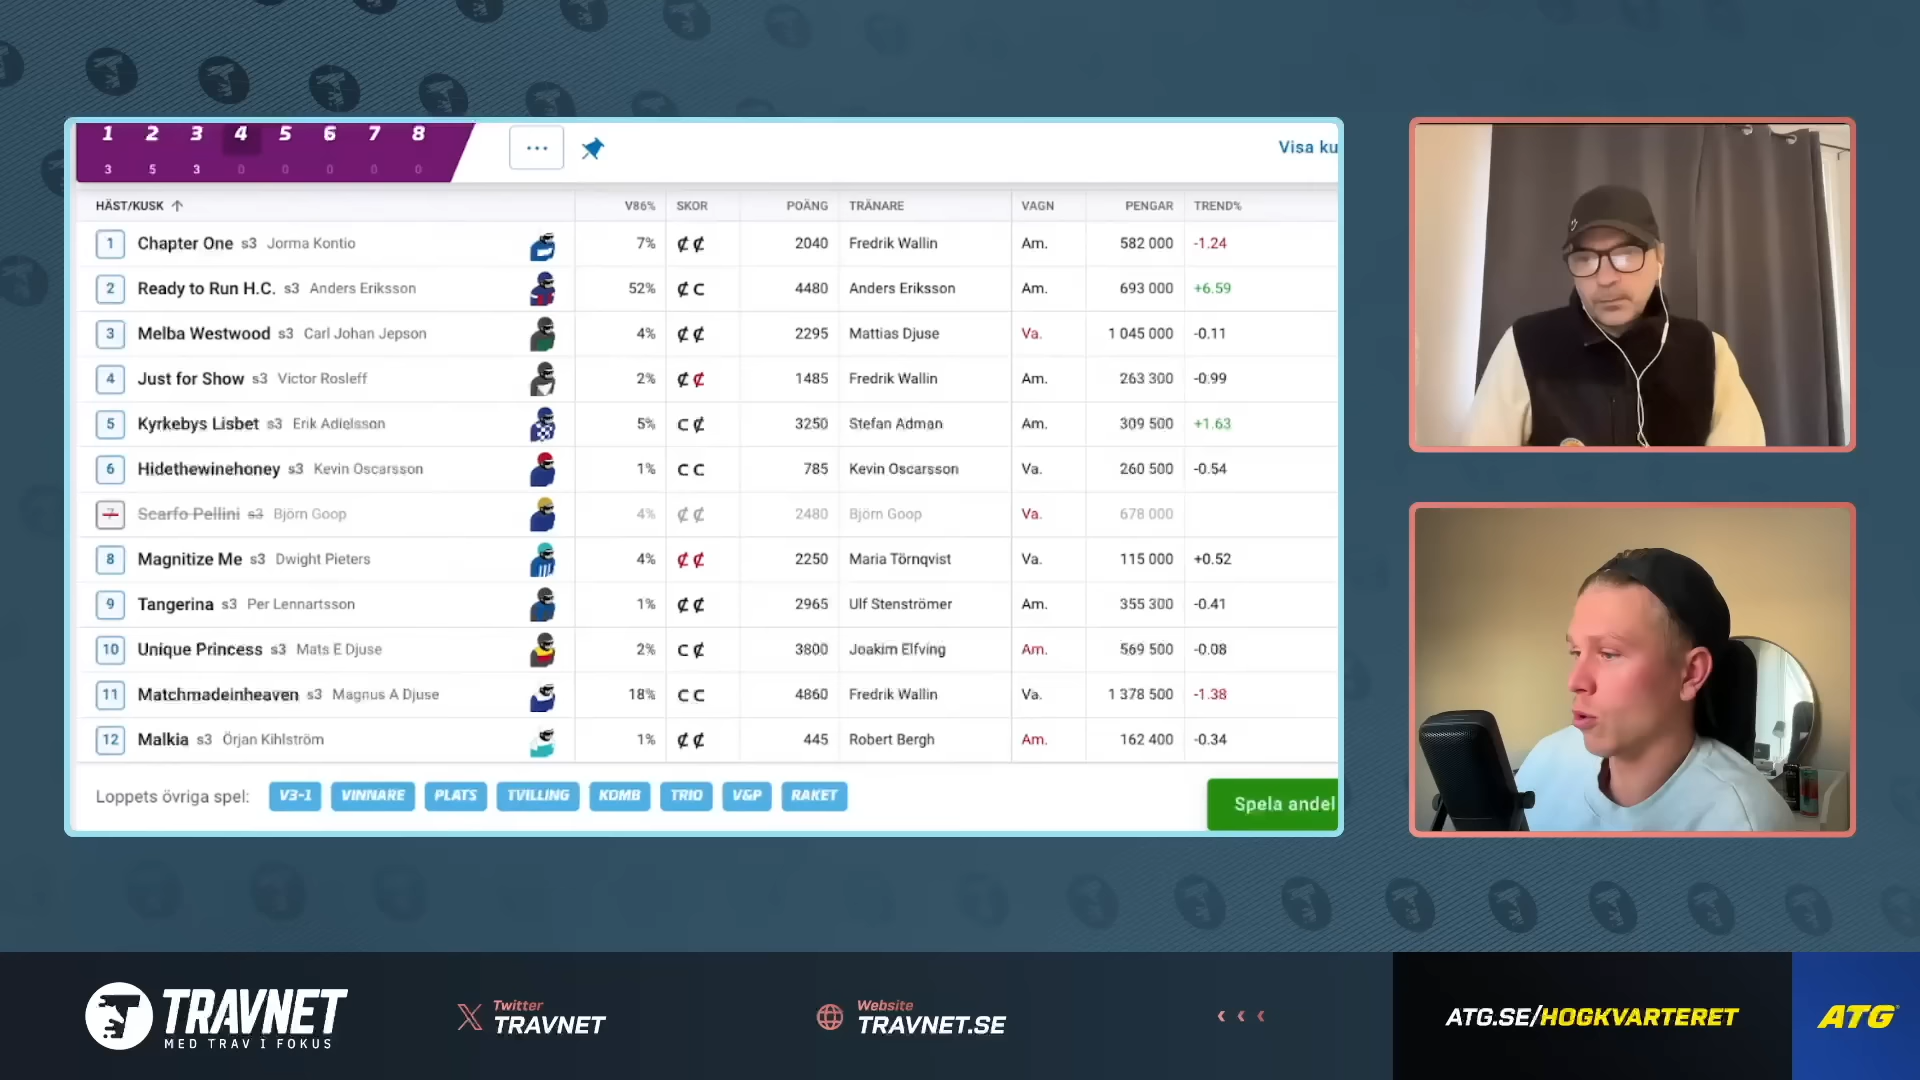 1 2 3 4 5 6 7 8
3 5 3 0 0 0 0 0
... Visa ku
HÄST/KUSK ↑ V86% SKOR POÄNG TRÄNARE VAGN PENGAR TREND%
1 Chapter One s3 Jorma Kontio 7% ₵ ₵ 2040 Fredrik Wallin Am. 582 000 -1.24
2 Ready to Run H.C. s3 Anders Eriksson 52% ₵ C 4480 Anders Eriksson Am. 693 000 +6.59
3 Melba Westwood s3 Carl Johan Jepson 4% ₵ ₵ 2295 Mattias Djuse Va. 1 045 000 -0.11
4 Just for Show s3 Victor Rosleff 2% ₵ ₵ 1485 Fredrik Wallin Am. 263 300 -0.99
5 Kyrkebys Lisbet s3 Erik Adielsson 5% C ₵ 3250 Stefan Adman Am. 309 500 +1.63
6 Hidethewinehoney s3 Kevin Oscarsson 1% C C 785 Kevin Oscarsson Va. 260 500 -0.54
7 Scarfo Pellini s3 Björn Goop 4% ₵ ₵ 2480 Björn Goop Va. 678 000
8 Magnitize Me s3 Dwight Pieters 4% ₵ ₵ 2250 Maria Törnqvist Va. 115 000 +0.52
9 Tangerina s3 Per Lennartsson 1% ₵ ₵ 2965 Ulf Stenströmer Am. 355 300 -0.41
10 Unique Princess s3 Mats E Djuse 2% C ₵ 3800 Joakim Elfving Am. 569 500 -0.08
11 Matchmadeinheaven s3 Magnus A Djuse 18% C C 4860 Fredrik Wallin Va. 1 378 500 -1.38
12 Malkia s3 Örjan Kihlström 1% ₵ ₵ 445 Robert Bergh Am. 162 400 -0.34
Loppets övriga spel: V3-1 VINNARE PLATS TVILLING KOMB TRIO V&P RAKET Spela andel
TRAVNET
MED TRAV I FOKUS
Twitter
TRAVNET
Website
TRAVNET.SE
ATG.SE/HOGKVARTERET
ATG